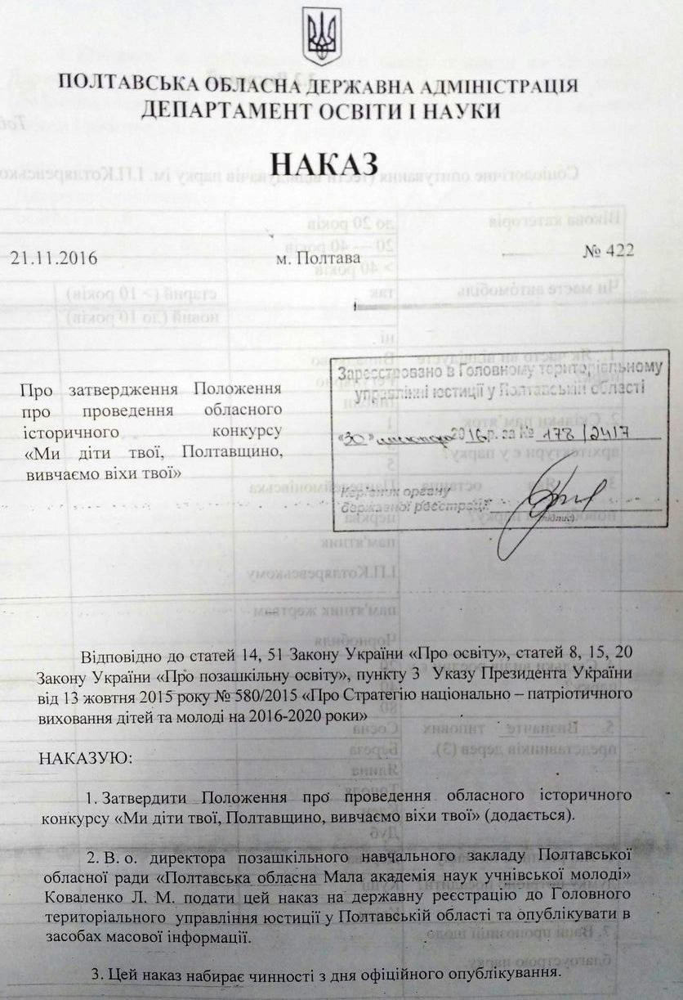 ПОЛТАВСЬКА ОБЛАСНА ДЕРЖАВНА АДМІНІСТРАЦІЯ
ДЕПАРТАМЕНТ ОСВІТИ І НАУКИ
НАКАЗ
21.11.2016 м. Полтава № 422
Про затвердження Положення
про проведення обласного
історичного конкурсу
«Ми діти твої, Полтавщино,
вивчаємо віхи твої»
Зареєстровано в Головному територіальному
управлінні юстиції у Полтавській області
«30» листопада 2016 р. за № 178/2417
Керівник органу
державної реєстрації
(підпис)
Відповідно до статей 14, 51 Закону України «Про освіту», статей 8, 15, 20
Закону України «Про позашкільну освіту», пункту 3 Указу Президента України
від 13 жовтня 2015 року № 580/2015 «Про Стратегію національно – патріотичного
виховання дітей та молоді на 2016-2020 роки»
НАКАЗУЮ:
1. Затвердити Положення про проведення обласного історичного
конкурсу «Ми діти твої, Полтавщино, вивчаємо віхи твої» (додається).
2. В. о. директора позашкільного навчального закладу Полтавської
обласної ради «Полтавська обласна Мала академія наук учнівської молоді»
Коваленко Л. М. подати цей наказ на державну реєстрацію до Головного
територіального управління юстиції у Полтавській області та опублікувати в
засобах масової інформації.
3. Цей наказ набирає чинності з дня офіційного опублікування.